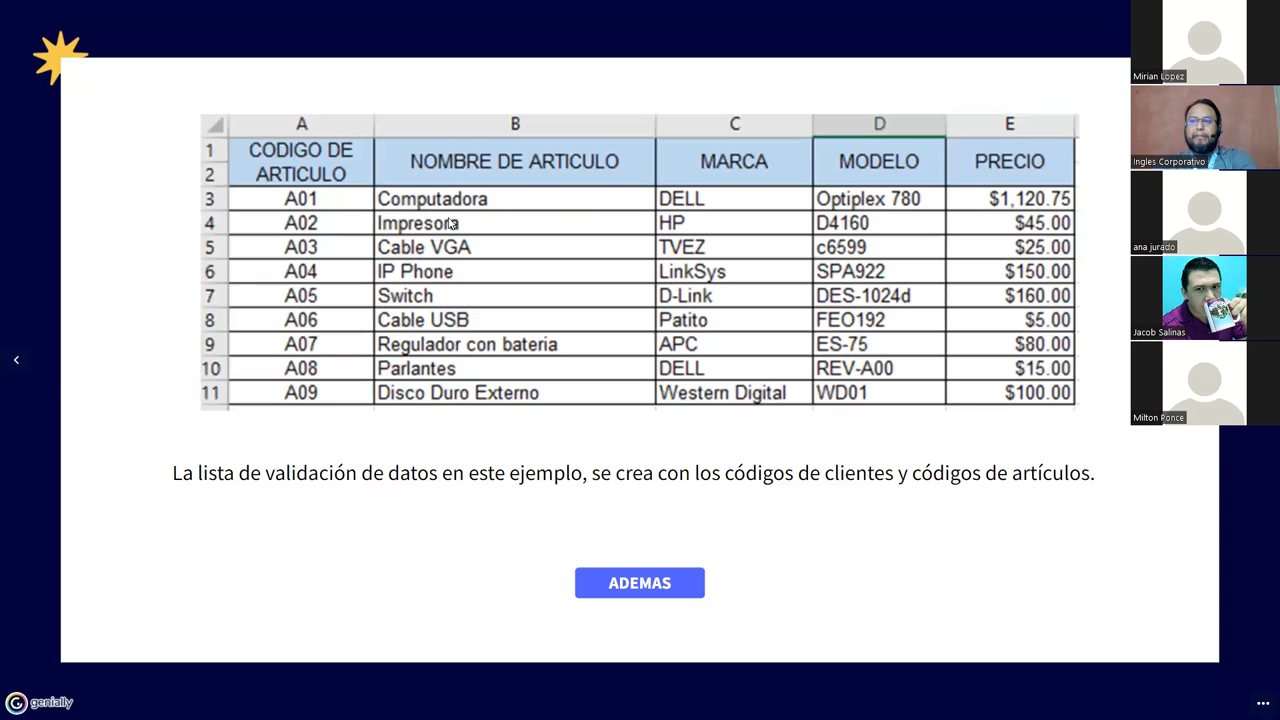 A B C D E
1 CODIGO DE NOMBRE DE ARTICULO MARCA MODELO PRECIO
2 ARTICULO
3 A01 Computadora DELL Optiplex 780 $1,120.75
4 A02 Impresora HP D4160 $45.00
5 A03 Cable VGA TVEZ c6599 $25.00
6 A04 IP Phone LinkSys SPA922 $150.00
7 A05 Switch D-Link DES-1024d $160.00
8 A06 Cable USB Patito FEO192 $5.00
9 A07 Regulador con bateria APC ES-75 $80.00
10 A08 Parlantes DELL REV-A00 $15.00
11 A09 Disco Duro Externo Western Digital WD01 $100.00
La lista de validación de datos en este ejemplo, se crea con los códigos de clientes y códigos de artículos.
ADEMAS
genially
Mirian Lopez
Ingles Corporativo
ana jurado
Jacob Salinas
Milton Ponce